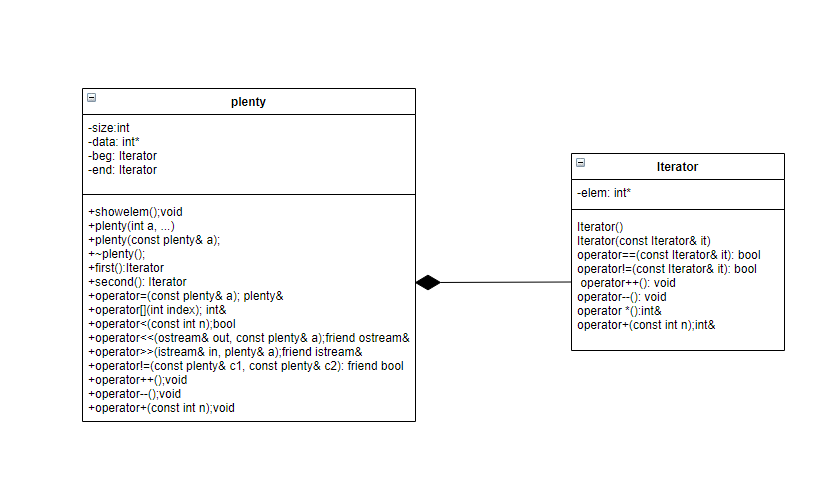 plenty
-size:int
-data: int*
-beg: Iterator
-end: Iterator
+showelem();void
+plenty(int a, ...)
+plenty(const plenty& a);
+~plenty();
+first():Iterator
+second(): Iterator
+operator=(const plenty& a); plenty&
+operator[](int index); int&
+operator<(const int n);bool
+operator<<(ostream& out, const plenty& a);friend ostream&
+operator>>(istream& in, plenty& a);friend istream&
+operator!=(const plenty& c1, const plenty& c2): friend bool
+operator++();void
+operator--();void
+operator+(const int n);void
Iterator
-elem: int*
Iterator()
Iterator(const Iterator& it)
operator==(const Iterator& it): bool
operator!=(const Iterator& it): bool
operator++(): void
operator--(): void
operator *():int&
operator+(const int n);int&